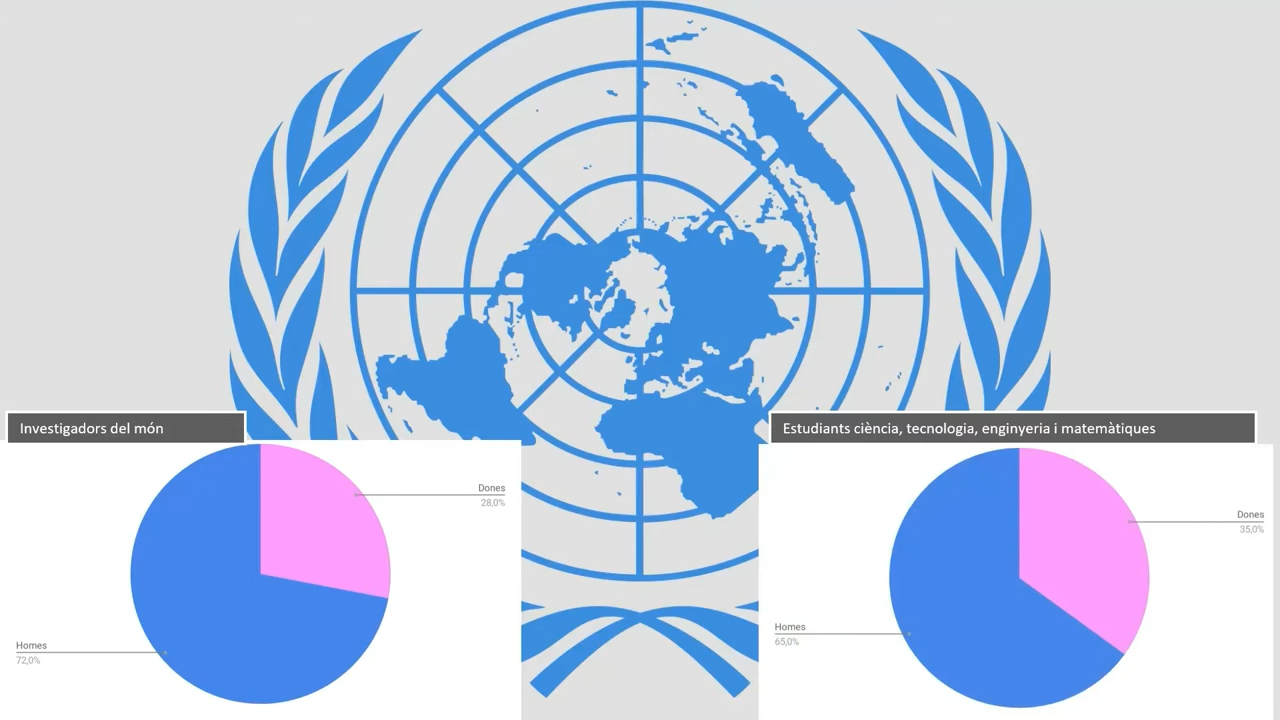 Investigadors del món
Dones
28,0%
Homes
72,0%
Estudiants ciència, tecnologia, enginyeria i matemàtiques
Dones
35,0%
Homes
65,0%